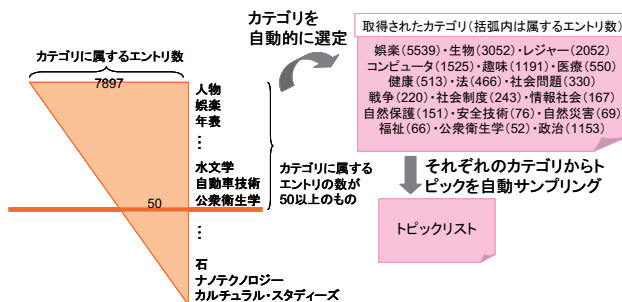 カテゴリに属するエントリ数
7897
人物
娯楽
年表
⋮
水文学
自動車技術
公衆衛生学
50
⋮
石
ナノテクノロジー
カルチュラル・スタディーズ
カテゴリに属する
エントリの数が
50以上のもの
カテゴリを
自動的に選定
取得されたカテゴリ(括弧内は属するエントリ数)
娯楽(5539)・生物(3052)・レジャー(2052)
コンピュータ(1525)・趣味(1191)・医療(550)
健康(513)・法(466)・社会問題(330)
戦争(220)・社会制度(243)・情報社会(167)
自然保護(151)・安全技術(76)・自然災害(69)
福祉(66)・公衆衛生学(52)・政治(1153)
それぞれのカテゴリからト
ピックを自動サンプリング
トピックリスト